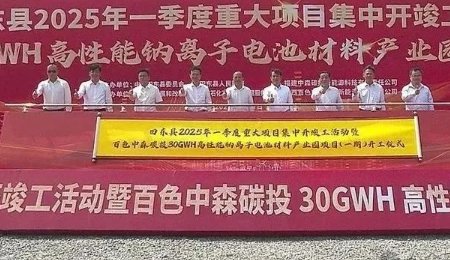 东县2025年一季度重大项目集中开竣工
GWH高性能钠离子电池材料产业园
田东县2025年一季度重大项目集中开竣工活动暨
百色中森碳投30GWH高性能钠离子电池材料产业园项目(一期)开工仪式
竣工活动暨百色中森碳投 30GWH 高性